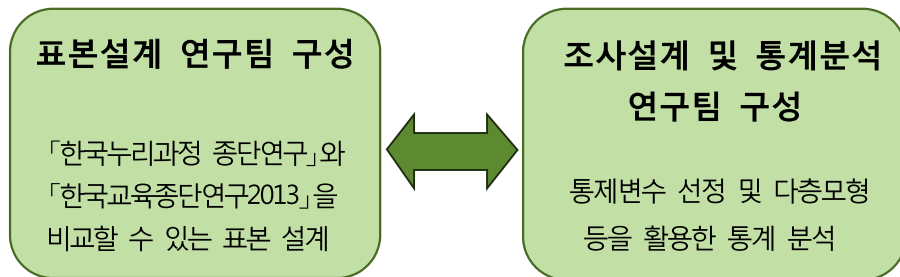 표본설계 연구팀 구성
「한국누리과정 종단연구」와
「한국교육종단연구2013」을
비교할 수 있는 표본 설계
조사설계 및 통계분석
연구팀 구성
통제변수 선정 및 다층모형
등을 활용한 통계 분석